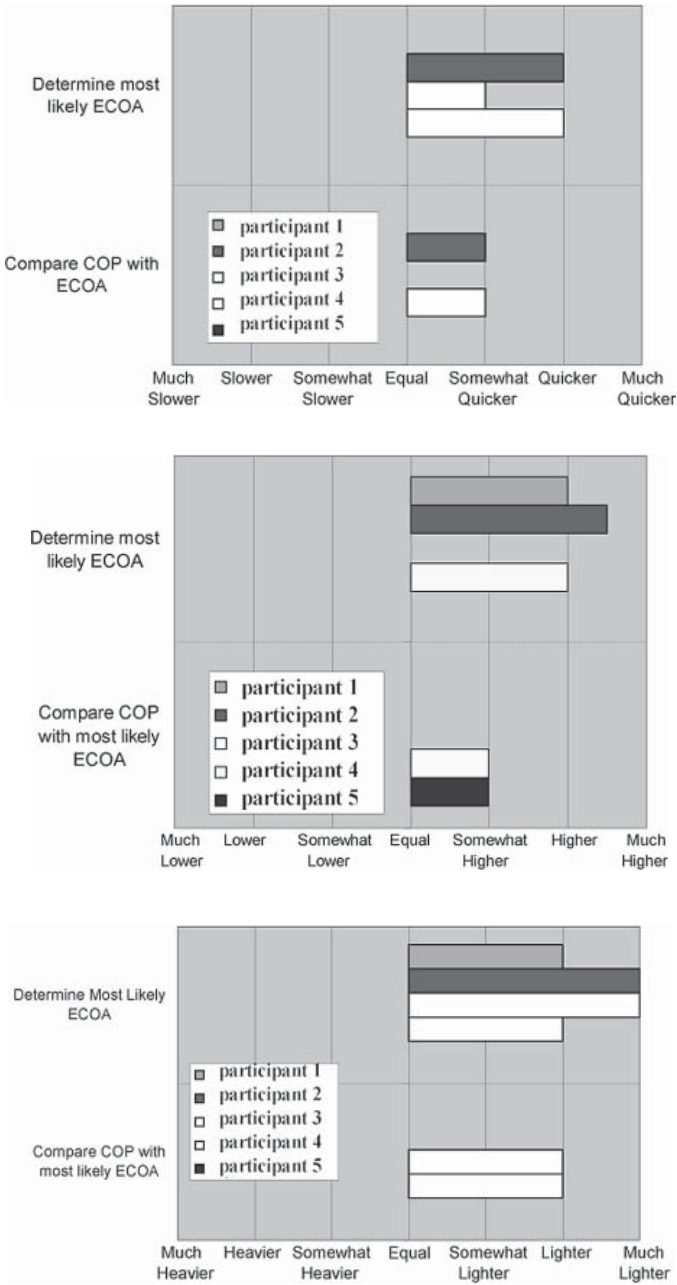 Determine most
likely ECOA
participant 1
participant 2
participant 3
participant 4
participant 5
Compare COP with
ECOA
Much
Slower
Slower
Somewhat
Slower
Equal
Somewhat
Quicker
Quicker
Much
Quicker
Determine most
likely ECOA
participant 1
participant 2
participant 3
participant 4
participant 5
Compare COP
with most likely
ECOA
Much
Lower
Lower
Somewhat
Lower
Equal
Somewhat
Higher
Higher
Much
Higher
Determine Most Likely
ECOA
participant 1
participant 2
participant 3
participant 4
participant 5
Compare COP with
most likely ECOA
Much
Heavier
Heavier
Somewhat
Heavier
Equal
Somewhat
Lighter
Lighter
Much
Lighter